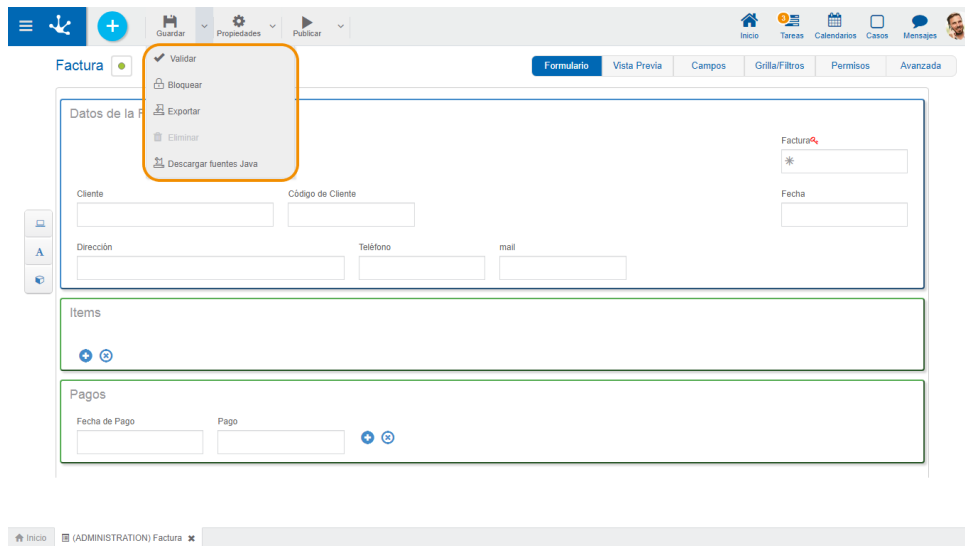 Guardar
Propiedades
Publicar
Inicio
3
Tareas
Calendarios
Casos
Mensajes
Factura
Validar
Bloquear
Exportar
Eliminar
Descargar fuentes Java
Formulario
Vista Previa
Campos
Grilla/Filtros
Permisos
Avanzada
Datos de la F
Factura
Cliente
Código de Cliente
Fecha
A
Dirección
Teléfono
mail
Items
Pagos
Fecha de Pago
Pago
Inicio
(ADMINISTRATION) Factura